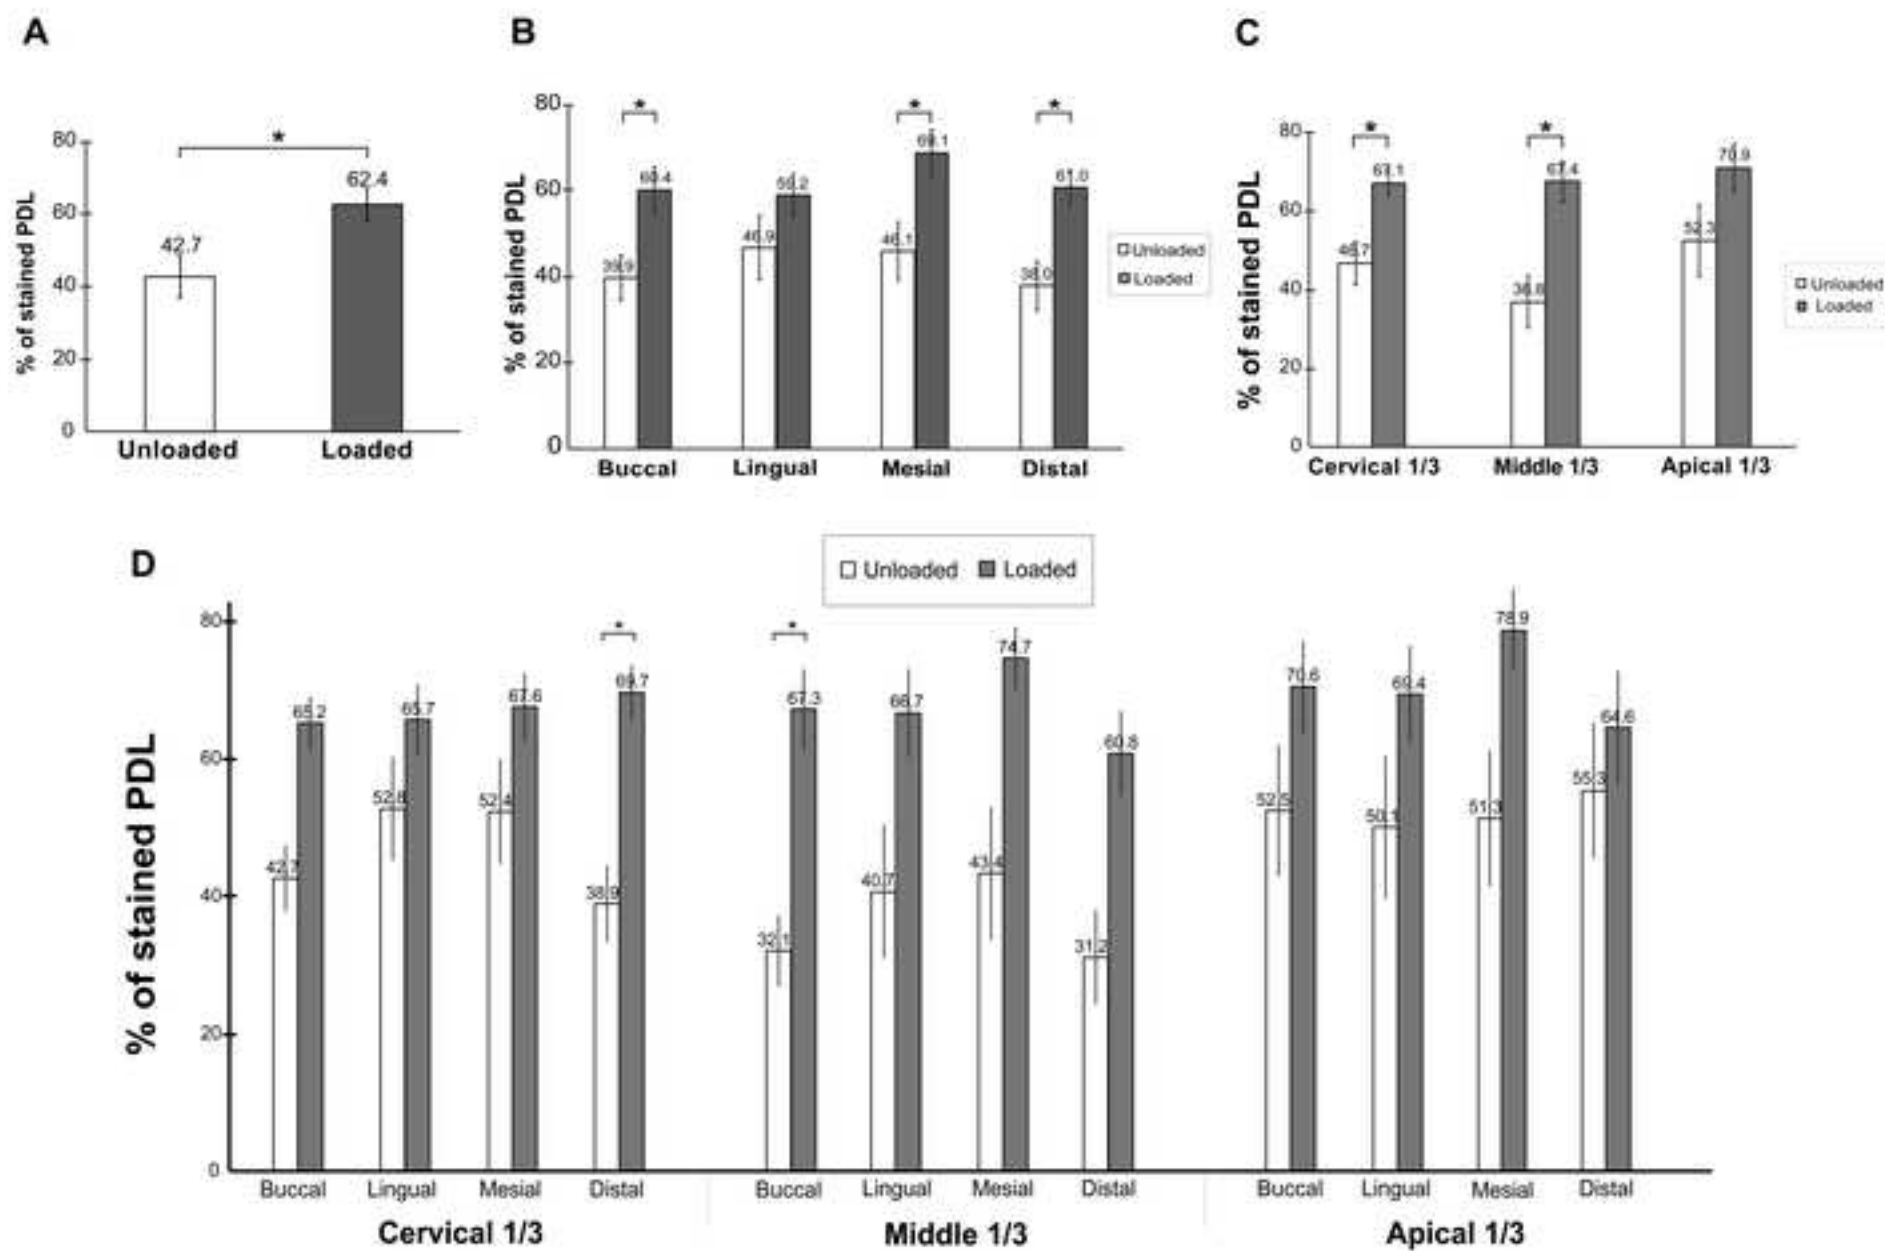 A
% of stained PDL
80
60
40
20
0
*
42.7
62.4
Unloaded
Loaded
B
% of stained PDL
80
60
40
20
0
*
*
*
39.9
60.4
46.9
59.2
46.1
69.1
38.0
61.0
Buccal
Lingual
Mesial
Distal
Unloaded
Loaded
C
% of stained PDL
80
60
40
20
0
*
*
46.7
67.1
36.8
67.4
52.3
70.9
Cervical 1/3
Middle 1/3
Apical 1/3
Unloaded
Loaded
D
Unloaded Loaded
% of stained PDL
80
60
40
20
0
*
*
42.7
65.2
52.8
65.7
52.4
67.6
38.9
69.7
32.1
67.3
40.7
66.7
43.4
74.7
31.2
60.8
52.5
70.6
50.1
69.4
51.3
78.9
55.3
64.6
Buccal Lingual Mesial Distal Buccal Lingual Mesial Distal Buccal Lingual Mesial Distal
Cervical 1/3 Middle 1/3 Apical 1/3